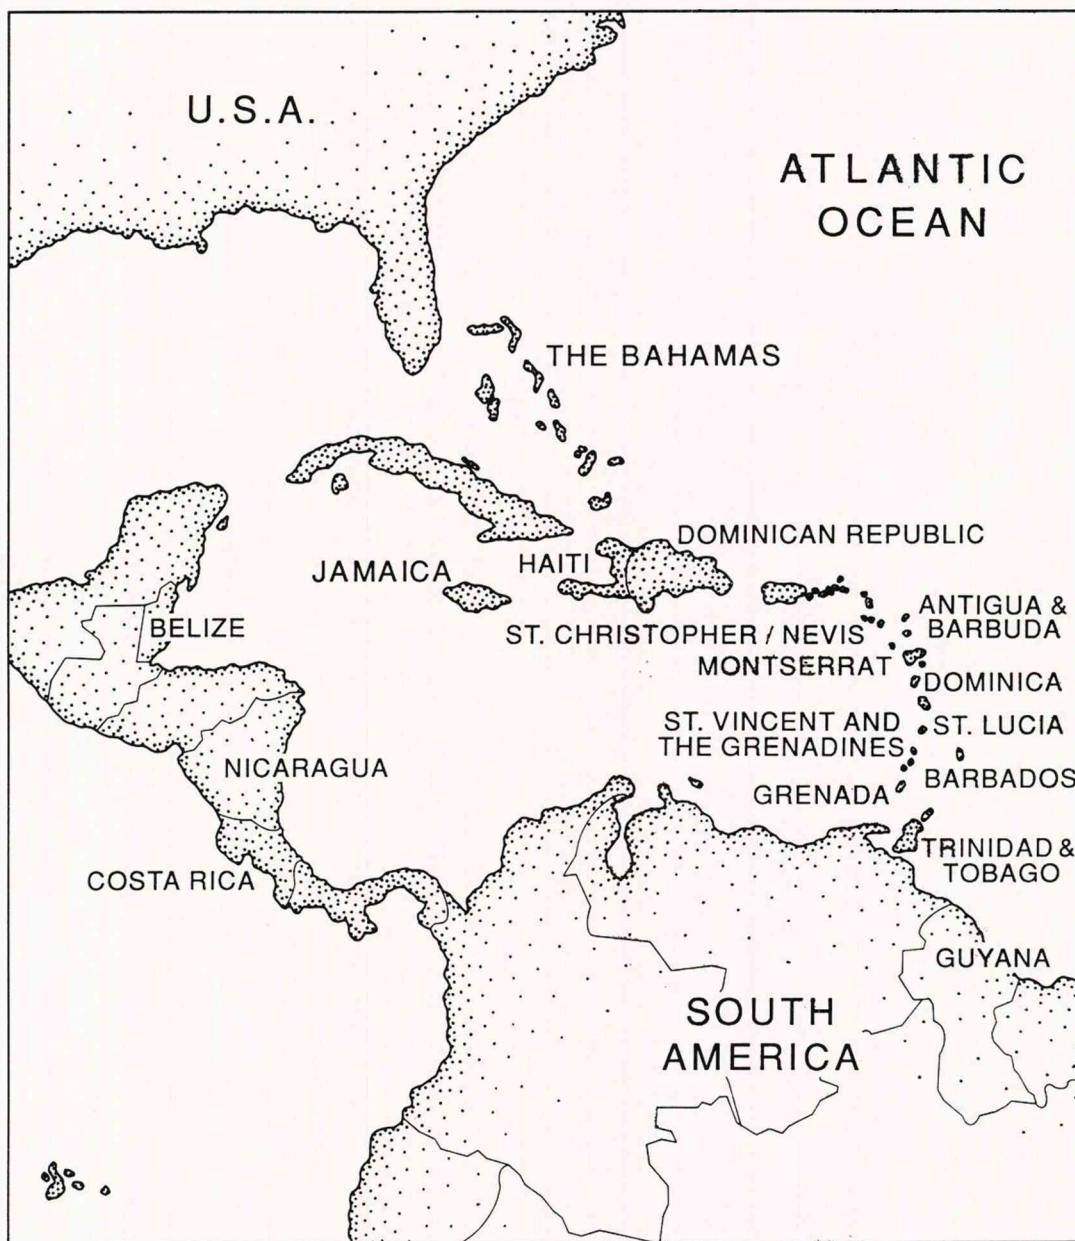 U.S.A.
ATLANTIC
OCEAN
THE BAHAMAS
DOMINICAN REPUBLIC
HAITI
JAMAICA
ANTIGUA &
BARBUDA
BELIZE
ST. CHRISTOPHER / NEVIS
MONTSERRAT
DOMINICA
ST. VINCENT AND
THE GRENADINES
ST. LUCIA
NICARAGUA
BARBADOS
GRENADA
TRINIDAD &
TOBAGO
COSTA RICA
GUYANA
SOUTH
AMERICA